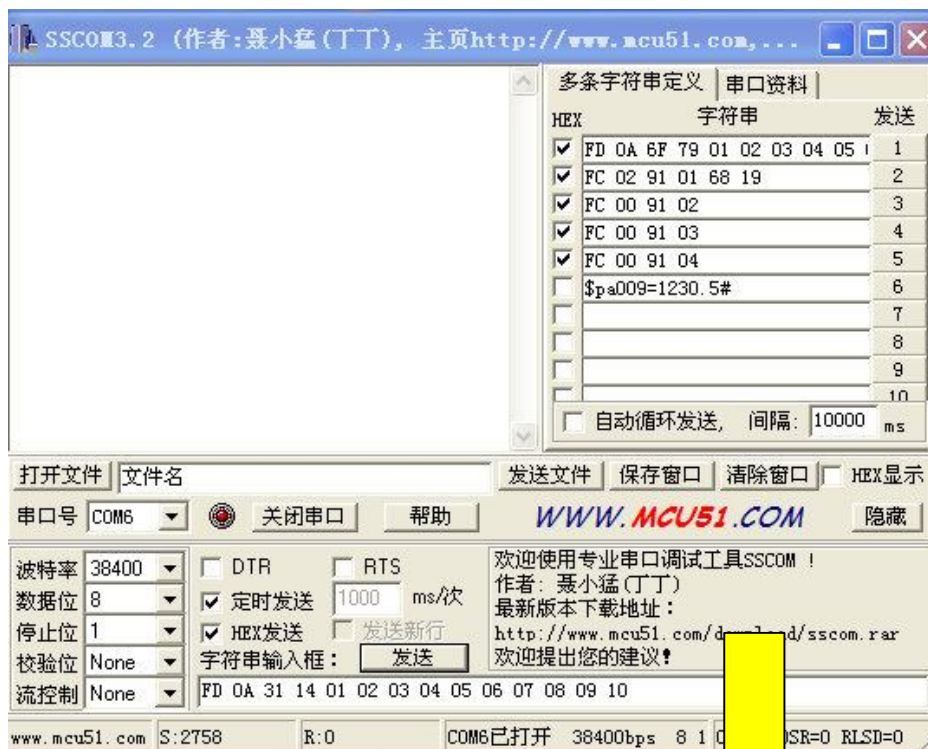 SSCOM3.2 (作者:聂小猛(丁丁), 主页http://www.mcu51.com,...
多条字符串定义 串口资料
HEX 字符串 发送
FD 0A 6F 79 01 02 03 04 05 1
FC 02 91 01 68 19 2
FC 00 91 02 3
FC 00 91 03 4
FC 00 91 04 5
$pa009=1230.5# 6
7
8
9
10
自动循环发送, 间隔: 10000 ms
打开文件 文件名 发送文件 保存窗口 清除窗口 HEX显示
串口号 COM6 关闭串口 帮助 WWW.MCU51.COM 隐藏
波特率 38400 DTR RTS
数据位 8 定时发送 1000 ms/次
停止位 1 HEX发送 发送新行
校验位 None 字符串输入框: 发送
流控制 None FD 0A 31 14 01 02 03 04 05 06 07 08 09 10
欢迎使用专业串口调试工具SSCOM !
作者: 聂小猛(丁丁)
最新版本下载地址:
http://www.mcu51.com/d load/sscom.rar
欢迎提出您的建议!
www.mcu51.com S:2758 R:0 COM6已打开 38400bps 8 1 DSR=0 RLSD=0